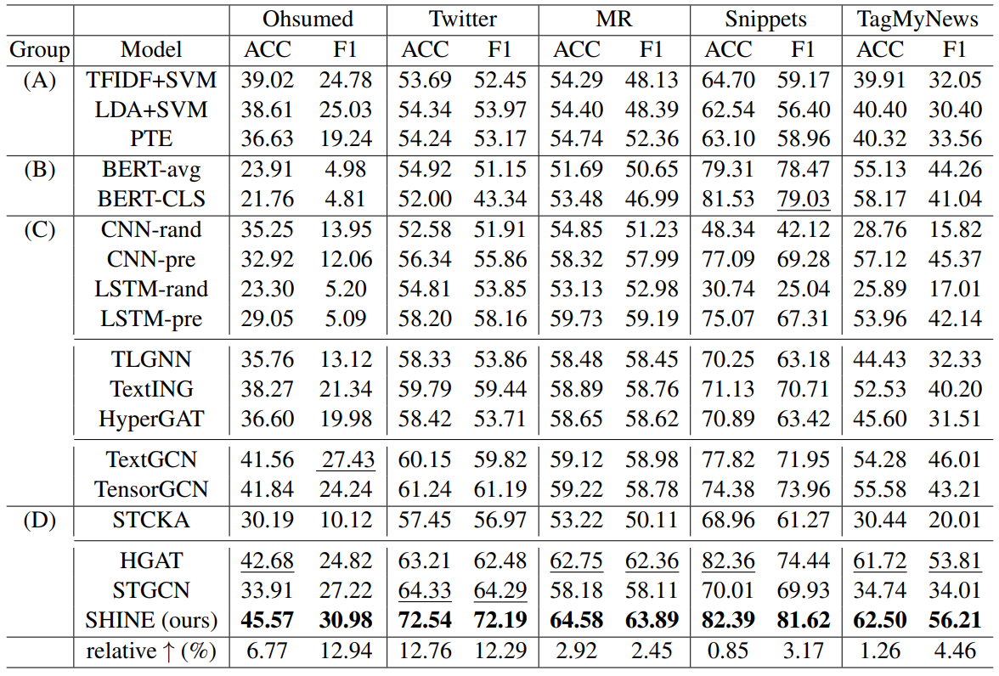 Ohsumed Twitter MR Snippets TagMyNews
Group Model ACC F1 ACC F1 ACC F1 ACC F1 ACC F1
(A) TFIDF+SVM 39.02 24.78 53.69 52.45 54.29 48.13 64.70 59.17 39.91 32.05
LDA+SVM 38.61 25.03 54.34 53.97 54.40 48.39 62.54 56.40 40.40 30.40
PTE 36.63 19.24 54.24 53.17 54.74 52.36 63.10 58.96 40.32 33.56
(B) BERT-avg 23.91 4.98 54.92 51.15 51.69 50.65 79.31 78.47 55.13 44.26
BERT-CLS 21.76 4.81 52.00 43.34 53.48 46.99 81.53 79.03 58.17 41.04
(C) CNN-rand 35.25 13.95 52.58 51.91 54.85 51.23 48.34 42.12 28.76 15.82
CNN-pre 32.92 12.06 56.34 55.86 58.32 57.99 77.09 69.28 57.12 45.37
LSTM-rand 23.30 5.20 54.81 53.85 53.13 52.98 30.74 25.04 25.89 17.01
LSTM-pre 29.05 5.09 58.20 58.16 59.73 59.19 75.07 67.31 53.96 42.14
TLGNN 35.76 13.12 58.33 53.86 58.48 58.45 70.25 63.18 44.43 32.33
TextING 38.27 21.34 59.79 59.44 58.89 58.76 71.13 70.71 52.53 40.20
HyperGAT 36.60 19.98 58.42 53.71 58.65 58.62 70.89 63.42 45.60 31.51
TextGCN 41.56 27.43 60.15 59.82 59.12 58.98 77.82 71.95 54.28 46.01
TensorGCN 41.84 24.24 61.24 61.19 59.22 58.78 74.38 73.96 55.58 43.21
(D) STCKA 30.19 10.12 57.45 56.97 53.22 50.11 68.96 61.27 30.44 20.01
HGAT 42.68 24.82 63.21 62.48 62.75 62.36 82.36 74.44 61.72 53.81
STGCN 33.91 27.22 64.33 64.29 58.18 58.11 70.01 69.93 34.74 34.01
SHINE (ours) 45.57 30.98 72.54 72.19 64.58 63.89 82.39 81.62 62.50 56.21
relative ↑ (%) 6.77 12.94 12.76 12.29 2.92 2.45 0.85 3.17 1.26 4.46